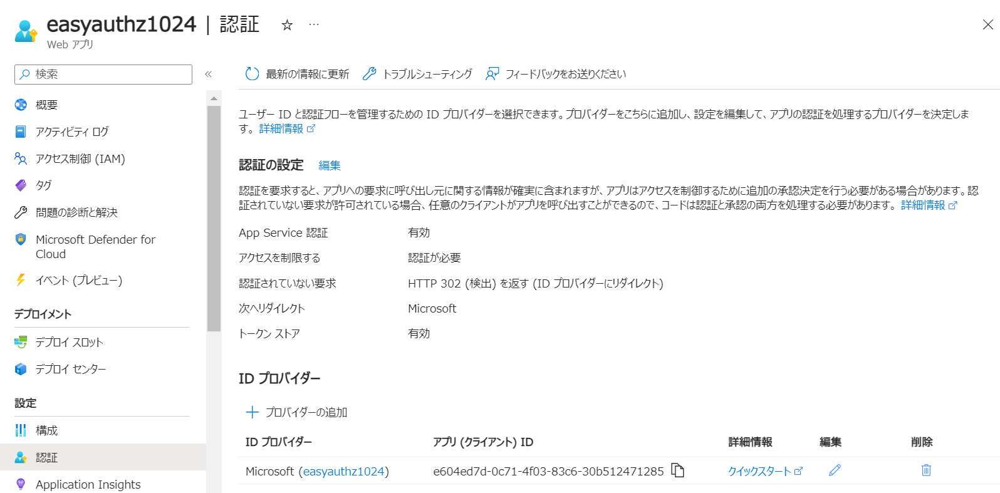 easyauthz1024 | 認証
Web アプリ
検索
概要
アクティビティ ログ
アクセス制御 (IAM)
タグ
問題の診断と解決
Microsoft Defender for
Cloud
イベント (プレビュー)
デプロイメント
デプロイ スロット
デプロイ センター
設定
構成
認証
Application Insights
最新の情報に更新 トラブルシューティング フィードバックをお送りください
ユーザー ID と認証フローを管理するための ID プロバイダーを選択できます。プロバイダーをこちらに追加し、設定を編集して、アプリの認証を処理するプロバイダーを決定しま
す。 詳細情報
認証の設定 編集
認証を要求すると、アプリへの要求に呼び出し元に関する情報が確実に含まれますが、アプリはアクセスを制御するために追加の承認決定を行う必要がある場合があります。認
証されていない要求が許可されている場合、任意のクライアントがアプリを呼び出すことができるので、コードは認証と承認の両方を処理する必要があります。 詳細情報
App Service 認証 有効
アクセスを制限する 認証が必要
認証されていない要求 HTTP 302 (検出) を返す (ID プロバイダーにリダイレクト)
次へリダイレクト Microsoft
トークン ストア 有効
ID プロバイダー
プロバイダーの追加
ID プロバイダー アプリ (クライアント) ID 詳細情報 編集 削除
Microsoft (easyauthz1024) e604ed7d-0c71-4f03-83c6-30b512471285 クイックスタート